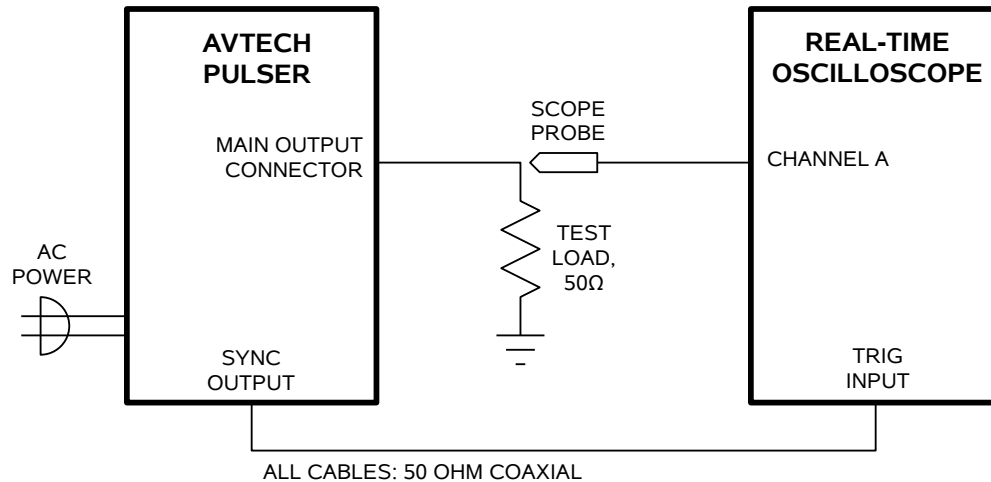 AVTECH
PULSER
REAL-TIME
OSCILLOSCOPE
SCOPE
PROBE
MAIN OUTPUT
CONNECTOR
CHANNEL A
TEST
LOAD,
50Ω
AC
POWER
SYNC
OUTPUT
TRIG
INPUT
ALL CABLES: 50 OHM COAXIAL